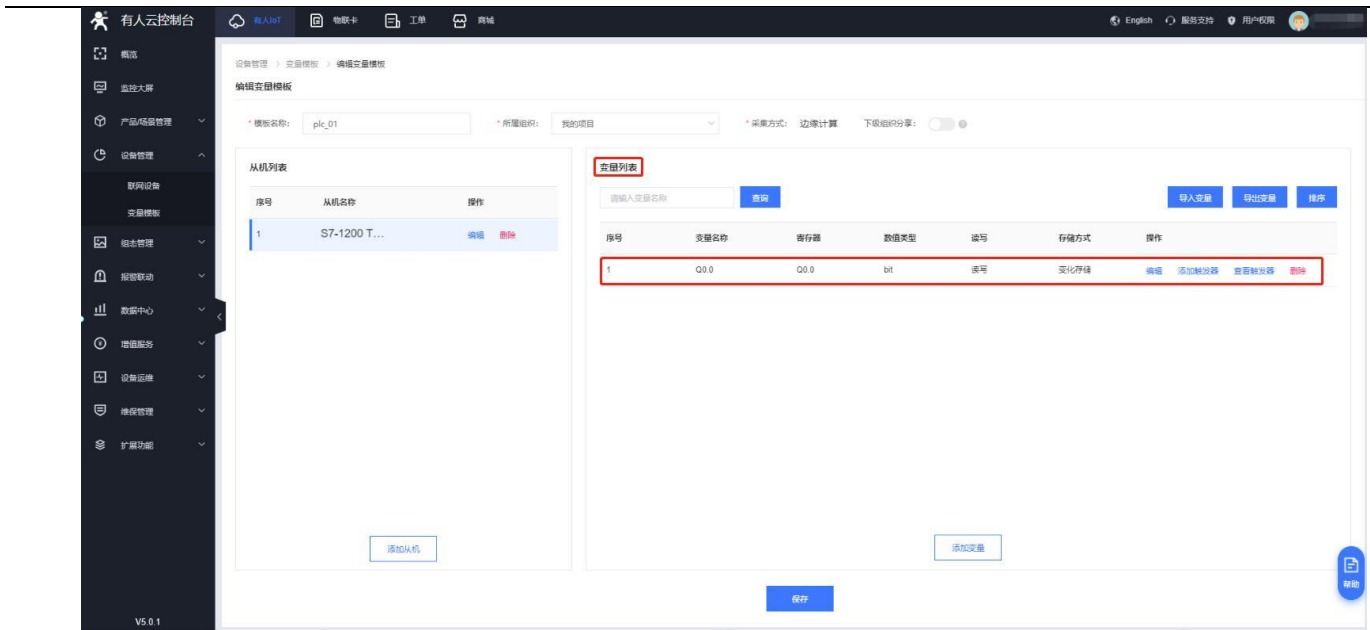 有人云控制台 有人IoT 物联卡 工单 商城 English 服务支持 用户权限
概览
监控大屏
产品/场景管理
设备管理
联网设备
变量模板
组态管理
报警联动
数据中心
增值服务
设备运维
维保管理
扩展功能
V5.0.1
设备管理 > 变量模板 > 编辑变量模板
编辑变量模板
* 模板名称: plc_01 * 所属组织: 我的项目 * 采集方式: 边缘计算 下级组织分享:
从机列表
序号 从机名称 操作
1 S7-1200 T... 编辑 删除
添加从机
变量列表
请输入变量名称 查询 导入变量 导出变量 排序
序号 变量名称 寄存器 数值类型 读写 存储方式 操作
1 Q0.0 Q0.0 bit 读写 变化存储 编辑 添加触发器 查看触发器 删除
添加变量
保存
帮助